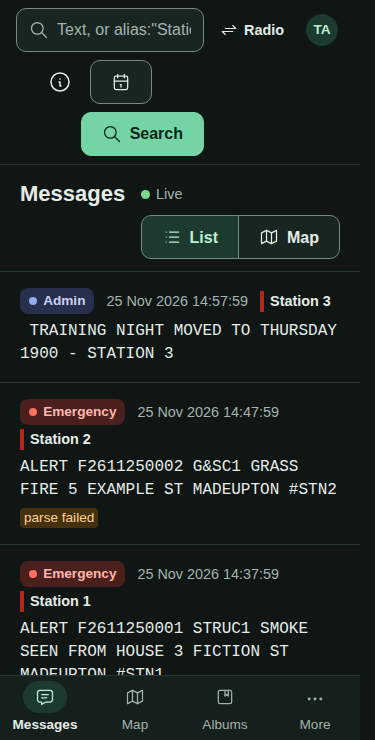 Text, or alias:"Stati
Radio
TA
Search
Messages
Live
List
Map
Admin 25 Nov 2026 14:57:59 Station 3
TRAINING NIGHT MOVED TO THURSDAY
1900 - STATION 3
Emergency 25 Nov 2026 14:47:59
Station 2
ALERT F2611250002 G&SC1 GRASS
FIRE 5 EXAMPLE ST MADEUPTON #STN2
parse failed
Emergency 25 Nov 2026 14:37:59
Station 1
ALERT F2611250001 STRUC1 SMOKE
SEEN FROM HOUSE 3 FICTION ST
MADEUPTON #STN1
Messages
Map
Albums
More